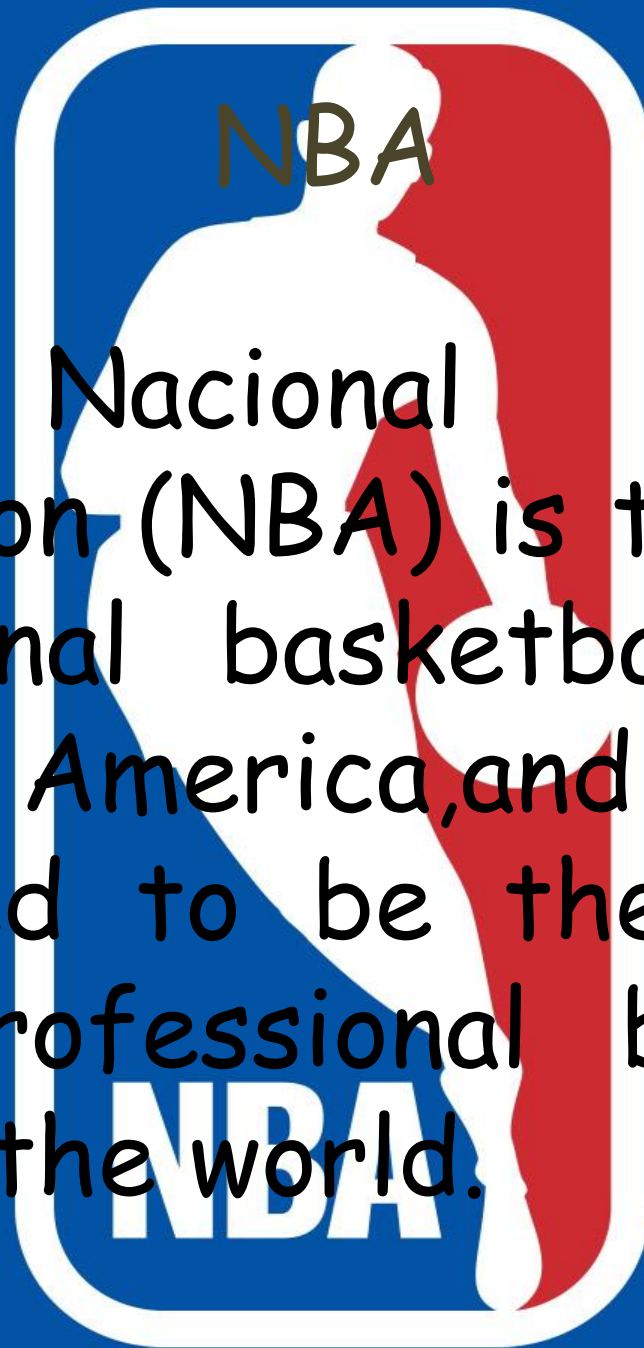 NBA
Nacional
on (NBA) is t
nal basketba
America,and
d to be the
rofessional b
the world.
NBA